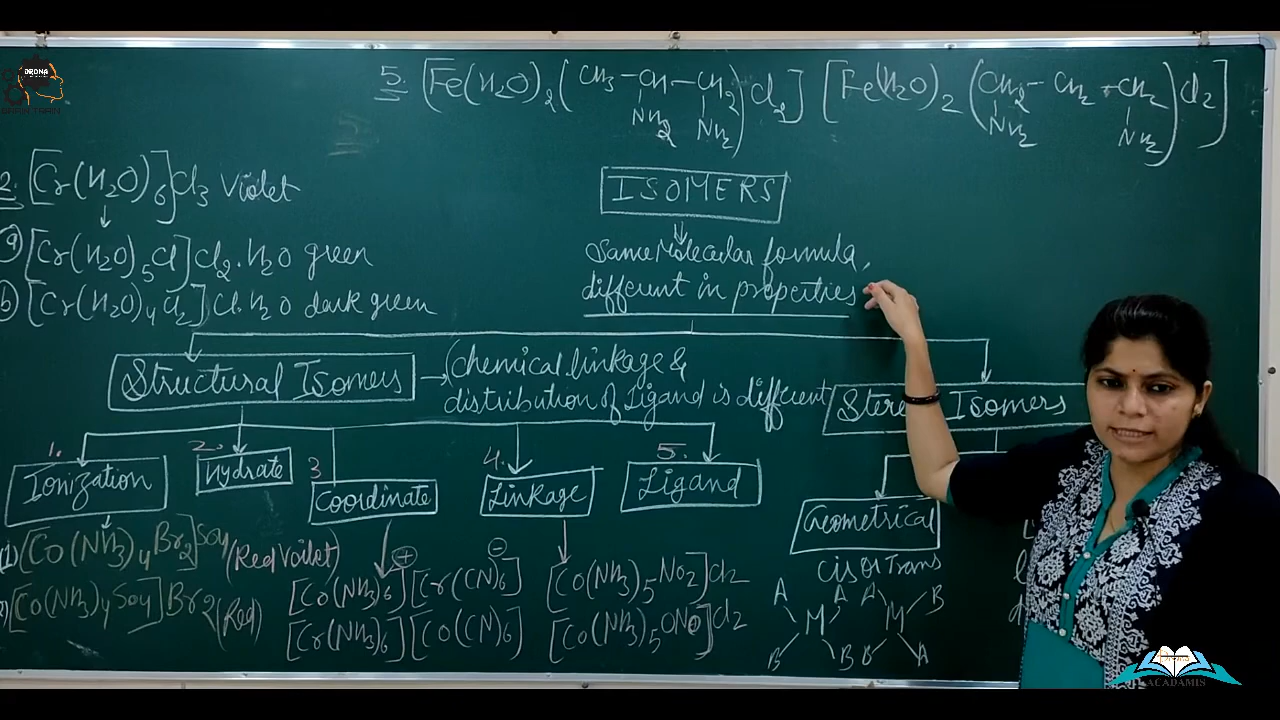 DRONA
BRAIN TRAIN
5. [Fe(H2O)2(CH3-CH-CH2)Cl2] [Fe(H2O)2(CH2-CH2-CH2)Cl2]
NH2 NH2 NH2 NH2
2. [Cr(H2O)6]Cl3 Violet
a) [Cr(H2O)5Cl]Cl2.H2O green
b) [Cr(H2O)4Cl2]Cl.H2O dark green
ISOMERS
Same Molecular formula,
different in properties
Structural Isomers
(chemical linkage &
distribution of Ligand is different
Isomers
1. Ionization
2. Hydrate
3 Coordinate
4. Linkage
5. Ligand
Geometrical
cis or Trans
(1) [Co(NH3)4Br2]SO4 (Red Voilet)
[Co(NH3)4SO4]Br2 (Red)
[Co(NH3)6]+ [Cr(CN)6]-
[Cr(NH3)6] [Co(CN)6]
[Co(NH3)5NO2]Cl2
[Co(NH3)5ONO]Cl2
A A A B
M M
B B B A
ACADAMIS